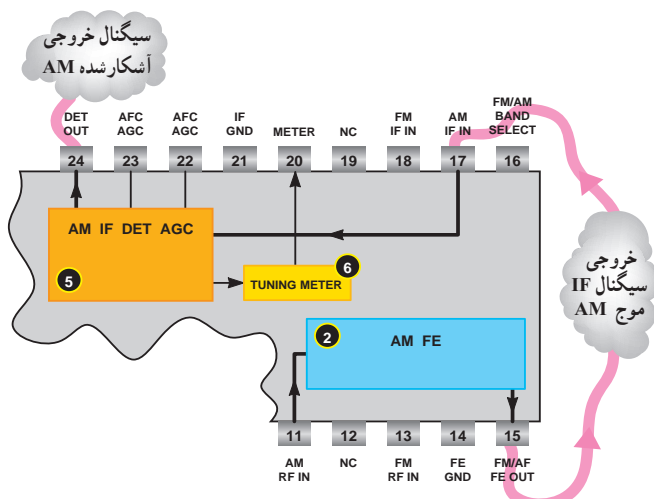 سیگنال خروجی
آشکارشده AM
DET
OUT
AFC
AGC
AFC
AGC
IF
GND
METER
NC
FM
IF IN
AM
IF IN
FM/AM
BAND
SELECT
24
23
22
21
20
19
18
17
16
AM IF DET AGC
5
6
TUNING METER
خروجی
سیگنال IF
موج AM
2
AM FE
11
12
13
14
15
AM
RF IN
NC
FM
RF IN
FE
GND
FM/AF
FE OUT